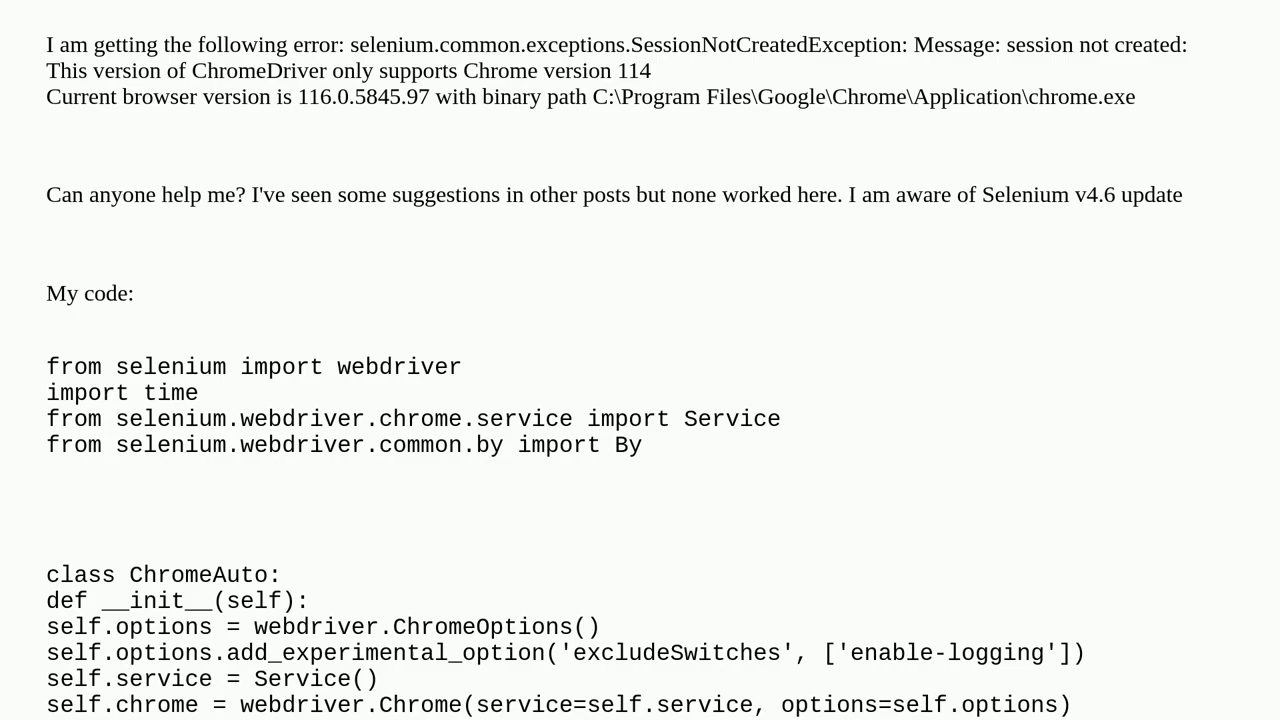 I am getting the following error: selenium.common.exceptions.SessionNotCreatedException: Message: session not created:
This version of ChromeDriver only supports Chrome version 114
Current browser version is 116.0.5845.97 with binary path C:\Program Files\Google\Chrome\Application\chrome.exe
Can anyone help me? I've seen some suggestions in other posts but none worked here. I am aware of Selenium v4.6 update
My code:
from selenium import webdriver
import time
from selenium.webdriver.chrome.service import Service
from selenium.webdriver.common.by import By
class ChromeAuto:
def __init__(self):
self.options = webdriver.ChromeOptions()
self.options.add_experimental_option('excludeSwitches', ['enable-logging'])
self.service = Service()
self.chrome = webdriver.Chrome(service=self.service, options=self.options)